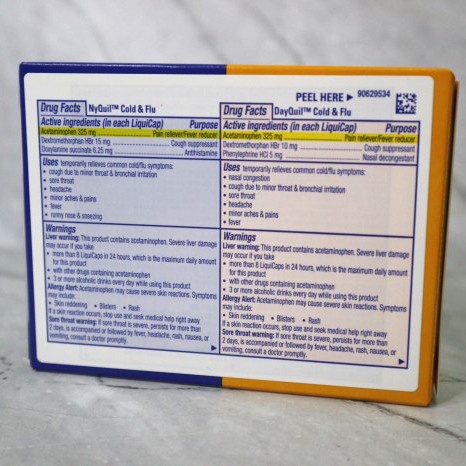 PEEL HERE ▶ 90629534
Drug Facts NyQuil™ Cold & Flu
Active ingredients (in each LiquiCap) Purpose
Acetaminophen 325 mg Pain reliever/Fever reducer
Dextromethorphan HBr 15 mg Cough suppressant
Doxylamine succinate 6.25 mg Antihistamine
Uses temporarily relieves common cold/flu symptoms:
• cough due to minor throat & bronchial irritation
• sore throat
• headache
• minor aches & pains
• fever
• runny nose & sneezing
Warnings
Liver warning: This product contains acetaminophen. Severe liver damage
may occur if you take
• more than 8 LiquiCaps in 24 hours, which is the maximum daily amount
for this product
• with other drugs containing acetaminophen
• 3 or more alcoholic drinks every day while using this product
Allergy Alert: Acetaminophen may cause severe skin reactions. Symptoms
may include:
• Skin reddening • Blisters • Rash
If a skin reaction occurs, stop use and seek medical help right away
Sore throat warning: If sore throat is severe, persists for more than
2 days, is accompanied or followed by fever, headache, rash, nausea, or
vomiting, consult a doctor promptly.
Drug Facts DayQuil™ Cold & Flu
Active ingredients (in each LiquiCap) Purpose
Acetaminophen 325 mg Pain reliever/Fever reducer
Dextromethorphan HBr 10 mg Cough suppressant
Phenylephrine HCl 5 mg Nasal decongestant
Uses temporarily relieves common cold/flu symptoms:
• nasal congestion
• cough due to minor throat & bronchial irritation
• sore throat
• headache
• minor aches & pains
• fever
Warnings
Liver warning: This product contains acetaminophen. Severe liver damage
may occur if you take
• more than 8 LiquiCaps in 24 hours, which is the maximum daily amount
for this product
• with other drugs containing acetaminophen
• 3 or more alcoholic drinks every day while using this product
Allergy Alert: Acetaminophen may cause severe skin reactions. Symptoms
may include:
• Skin reddening • Blisters • Rash
If a skin reaction occurs, stop use and seek medical help right away
Sore throat warning: If sore throat is severe, persists for more than
2 days, is accompanied or followed by fever, headache, rash, nausea, or
vomiting, consult a doctor promptly.